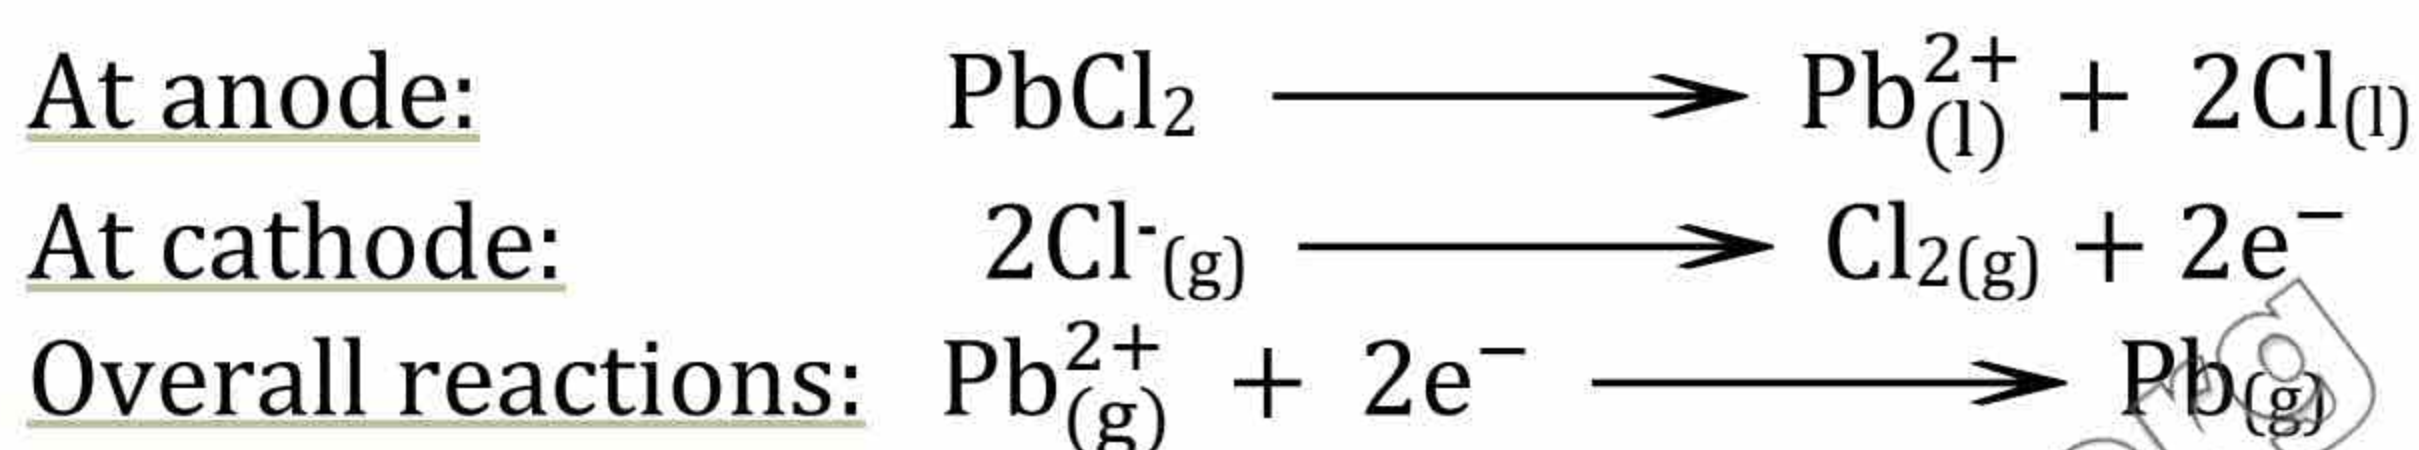 At anode: PbCl₂ ⟶ Pb²⁺(l) + 2Cl(l)
At cathode: 2Cl⁻(g) ⟶ Cl₂(g) + 2e⁻
Overall reactions: Pb²⁺(g) + 2e⁻ ⟶ Pb(g)